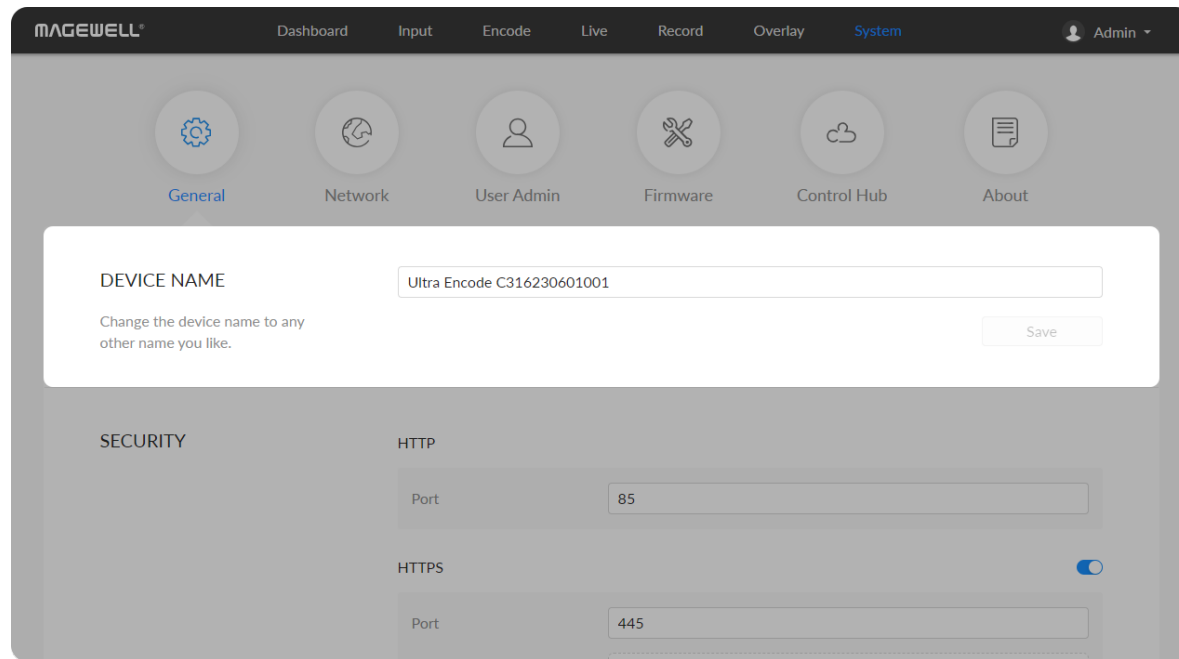 MAGEWELL®
Dashboard Input Encode Live Record Overlay System Admin
General Network User Admin Firmware Control Hub About
DEVICE NAME
Ultra Encode C316230601001
Change the device name to any
other name you like.
Save
SECURITY
HTTP
Port 85
HTTPS
Port 445